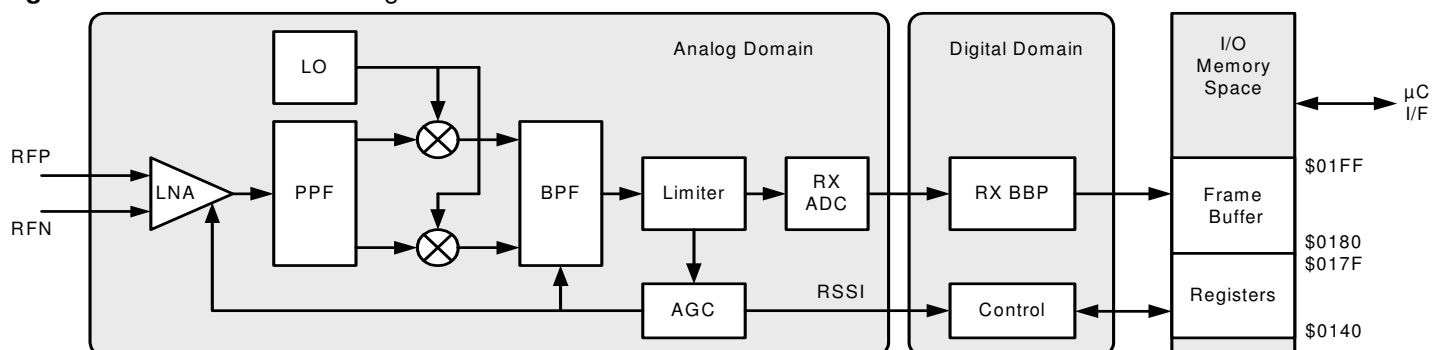 Analog Domain
Digital Domain
I/O
Memory
Space
LO
µC
I/F
RFP
RFN
LNA
PPF
BPF
Limiter
RX
ADC
RX BBP
Frame
Buffer
$01FF
$0180
$017F
AGC
RSSI
Control
Registers
$0140